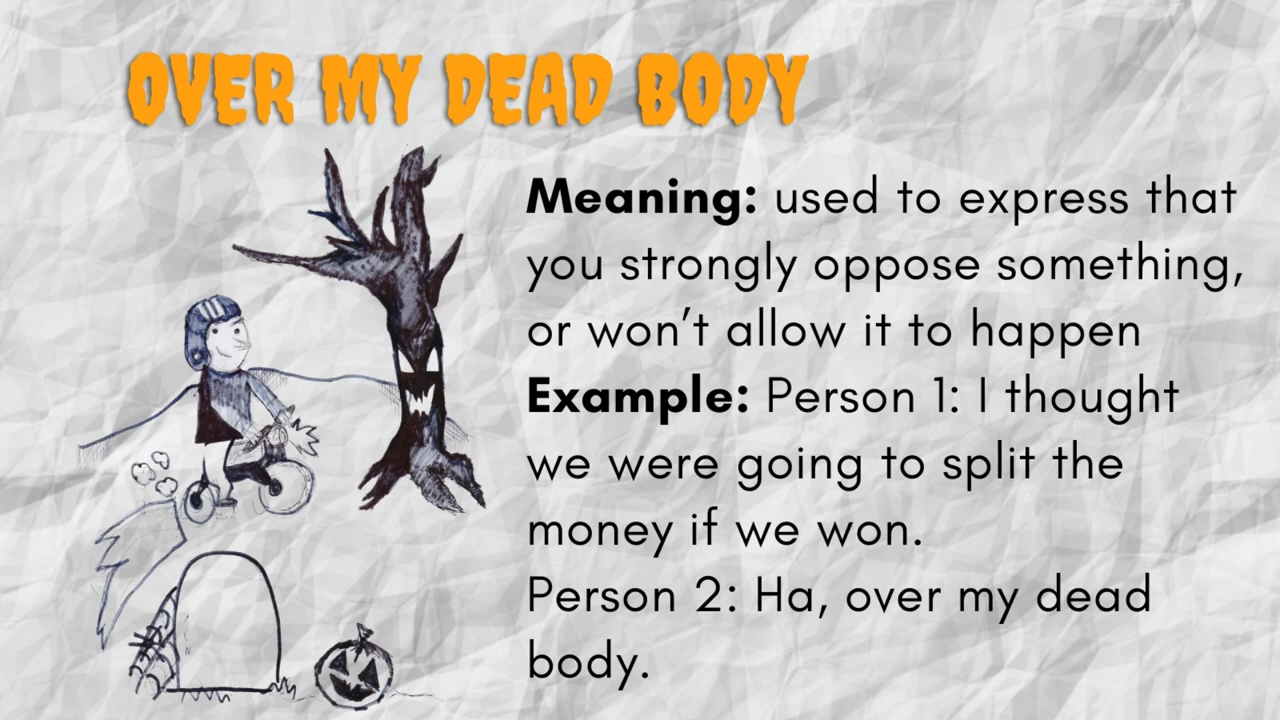 OVER MY DEAD BODY
Meaning: used to express that
you strongly oppose something,
or won’t allow it to happen
Example: Person 1: I thought
we were going to split the
money if we won.
Person 2: Ha, over my dead
body.